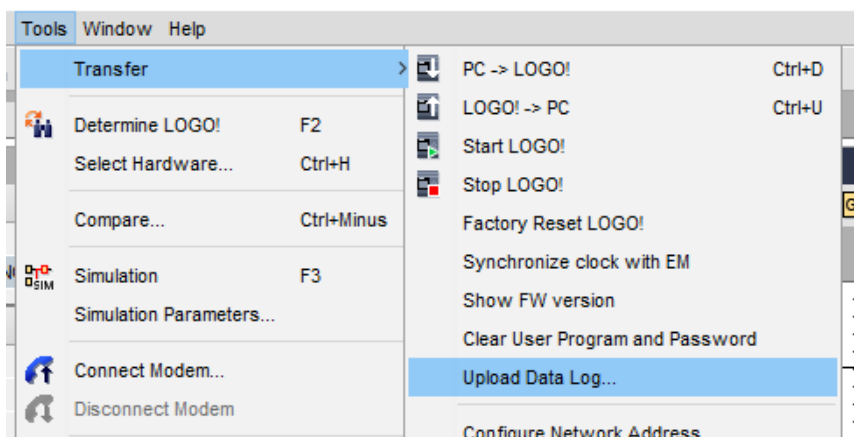 Tools Window Help
Transfer
Determine LOGO! F2
Select Hardware... Ctrl+H
Compare... Ctrl+Minus
SIM
Simulation F3
Simulation Parameters...
Connect Modem...
Disconnect Modem
PC -> LOGO! Ctrl+D
LOGO! -> PC Ctrl+U
Start LOGO!
Stop LOGO!
Factory Reset LOGO!
Synchronize clock with EM
Show FW version
Clear User Program and Password
Upload Data Log...
Configure Network Address